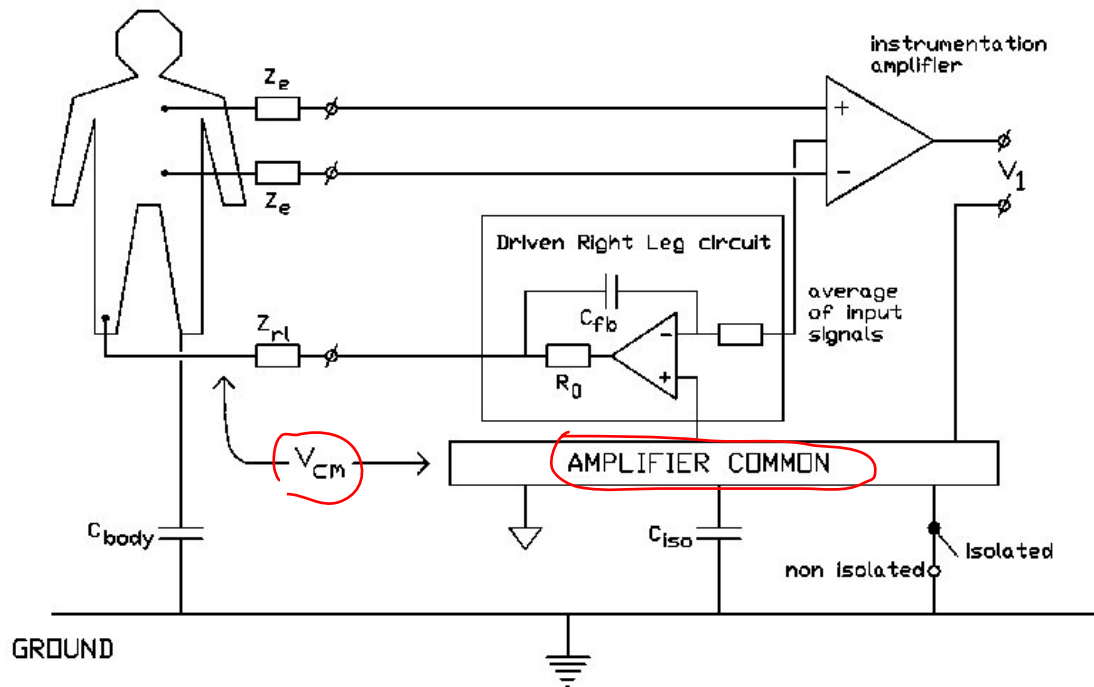 instrumentation
amplifier
Ze
+
Ze
−
V1
Driven Right Leg circuit
average
of input
signals
Cfb
−
+
Zrl
R0
Vcm
AMPLIFIER COMMON
Cbody
Ciso
Isolated
non isolated
GROUND